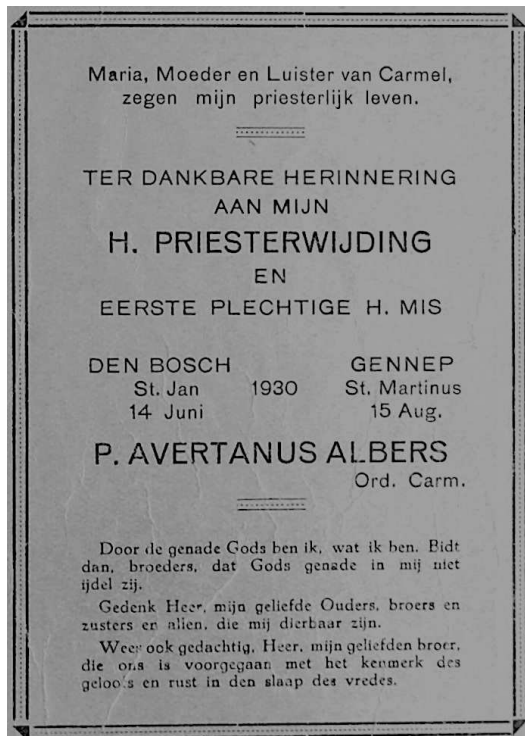 Maria, Moeder en Luister van Carmel,
zegen mijn priesterlijk leven.
TER DANKBARE HERINNERING
AAN MIJN
H. PRIESTERWIJDING
EN
EERSTE PLECHTIGE H. MIS
DEN BOSCH GENNEP
St. Jan 1930 St. Martinus
14 Juni 15 Aug.
P. AVERTANUS ALBERS
Ord. Carm.
Door de genade Gods ben ik, wat ik ben. Bidt
dan, broeders, dat Gods genade in mij niet
ijdel zij.
Gedenk Heer, mijn geliefde Ouders, broers en
zusters en allen, die mij dierbaar zijn.
Wees ook gedachtig, Heer, mijn geliefden broer,
die ons is voorgegaan met het kenmerk des
geloofs en rust in den slaap des vredes.